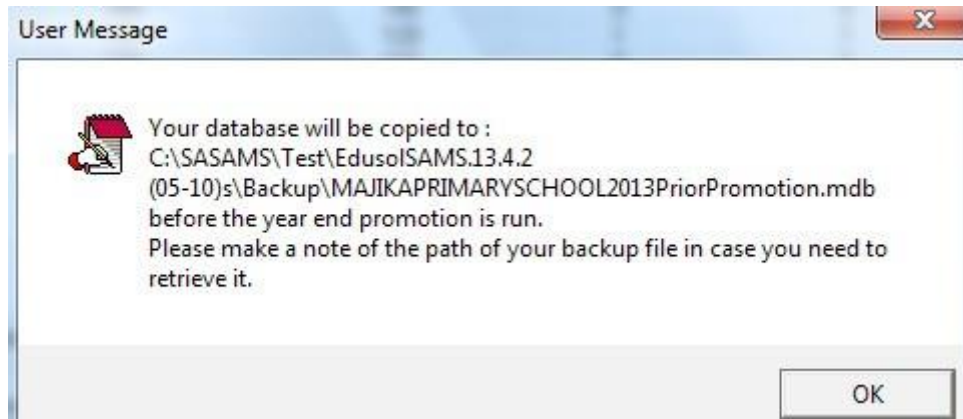 User Message
Your database will be copied to :
C:\SASAMS\Test\EdusolSAMS.13.4.2
(05-10)s\Backup\MAJIKAPRIMARYSCHOOL2013PriorPromotion.mdb
before the year end promotion is run.
Please make a note of the path of your backup file in case you need to
retrieve it.
OK